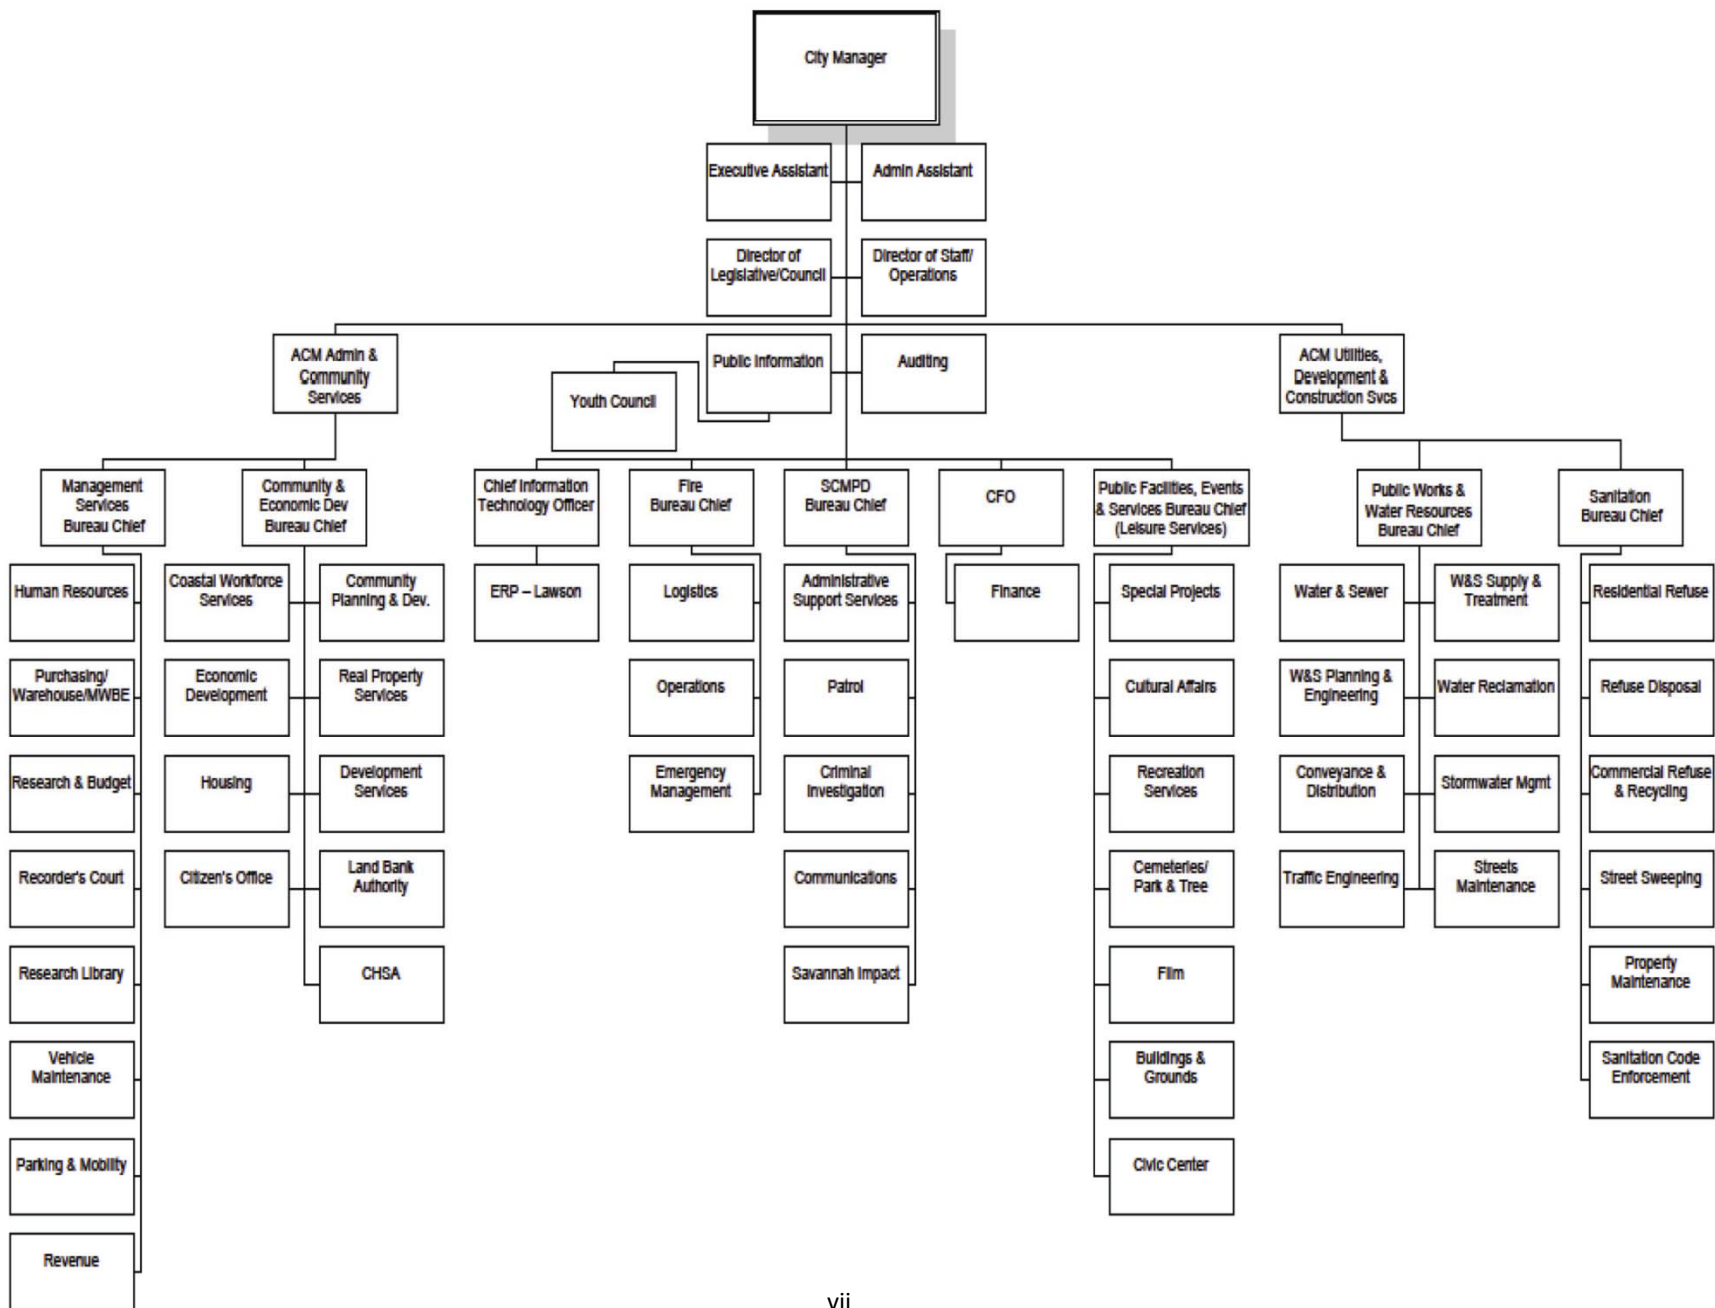 City Manager
Executive Assistant
Admin Assistant
Director of
Legislative/Council
Director of Staff/
Operations
ACM Admin &
Community
Services
Public Information
Auditing
Youth Council
ACM Utilities,
Development &
Construction Svcs
Management
Services
Bureau Chief
Community &
Economic Dev
Bureau Chief
Chief Information
Technology Officer
Fire
Bureau Chief
SCMPD
Bureau Chief
CFO
Public Facilities, Events
& Services Bureau Chief
(Leisure Services)
Public Works &
Water Resources
Bureau Chief
Sanitation
Bureau Chief
Human Resources
Coastal Workforce
Services
Community
Planning & Dev.
ERP – Lawson
Logistics
Administrative
Support Services
Finance
Special Projects
Water & Sewer
W&S Supply &
Treatment
Residential Refuse
Purchasing/
Warehouse/MWBE
Economic
Development
Real Property
Services
Operations
Patrol
Cultural Affairs
W&S Planning &
Engineering
Water Reclamation
Refuse Disposal
Research & Budget
Housing
Development
Services
Emergency
Management
Criminal
Investigation
Recreation
Services
Conveyance &
Distribution
Stormwater Mgmt
Commercial Refuse
& Recycling
Recorder's Court
Citizen's Office
Land Bank
Authority
Communications
Cemeteries/
Park & Tree
Traffic Engineering
Streets
Maintenance
Street Sweeping
Research Library
CHSA
Savannah Impact
Film
Property
Maintenance
Vehicle
Maintenance
Buildings &
Grounds
Sanitation Code
Enforcement
Parking & Mobility
Civic Center
Revenue
vii